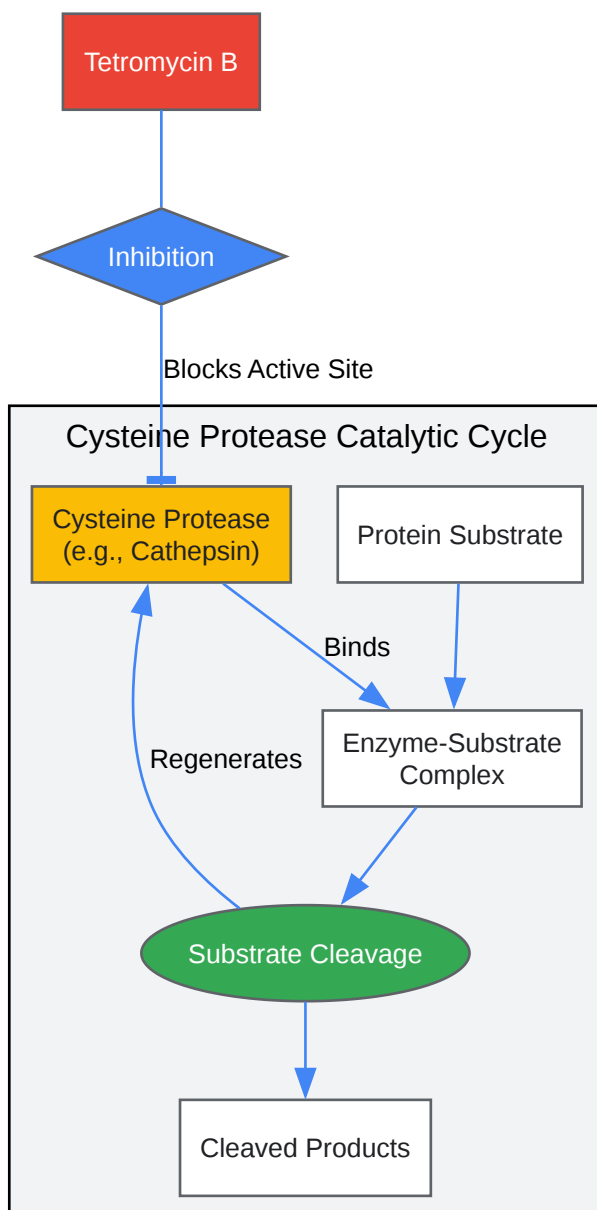 Tetromycin B
Inhibition
Blocks Active Site
Cysteine Protease Catalytic Cycle
Cysteine Protease
(e.g., Cathepsin)
Protein Substrate
Binds
Enzyme-Substrate
Complex
Regenerates
Substrate Cleavage
Cleaved Products